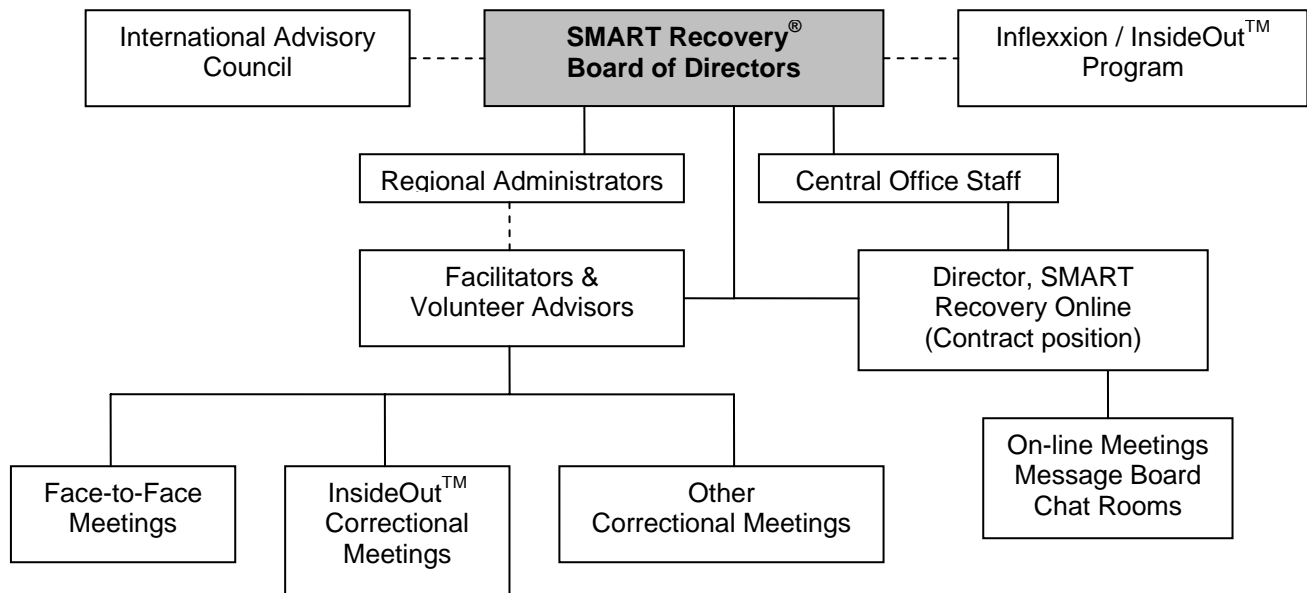 International Advisory
Council
SMART Recovery®
Board of Directors
Inflexxion / InsideOut™
Program
Regional Administrators
Central Office Staff
Facilitators &
Volunteer Advisors
Director, SMART
Recovery Online
(Contract position)
Face-to-Face
Meetings
InsideOut™
Correctional
Meetings
Other
Correctional Meetings
On-line Meetings
Message Board
Chat Rooms